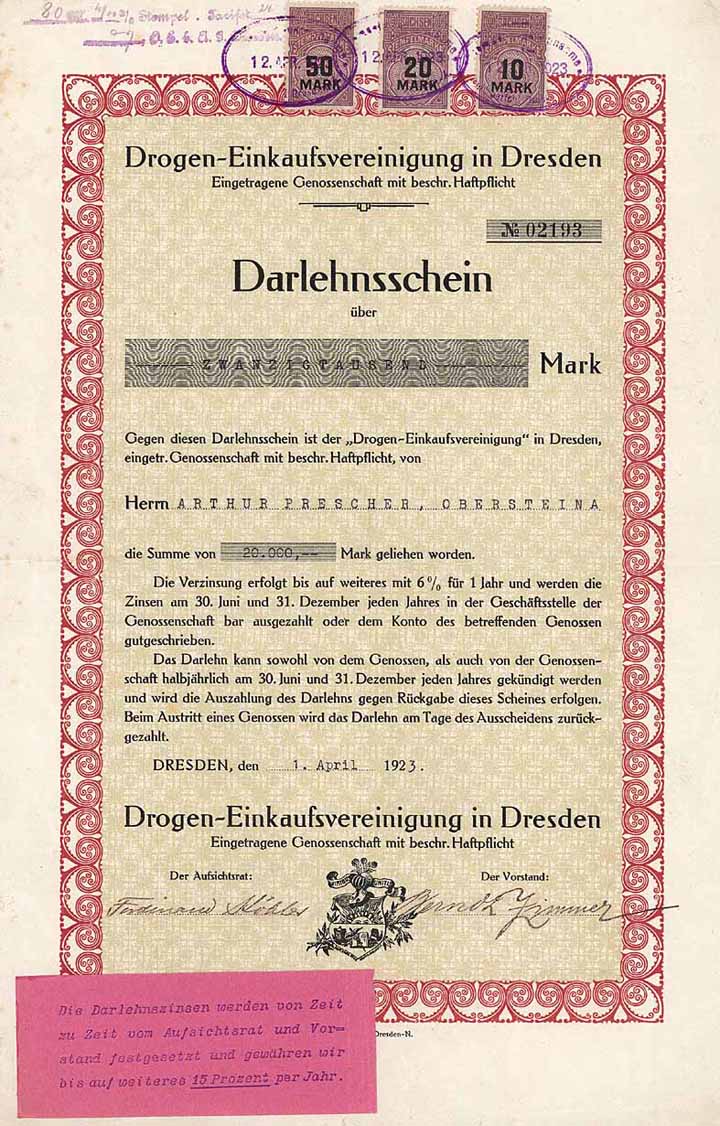 80 Stempel
50 MARK
20 MARK
10 MARK
12. APR.
Drogen-Einkaufsvereinigung in Dresden
Eingetragene Genossenschaft mit beschr. Haftpflicht
№ 02193
Darlehnsschein
über
ZWANZIGTAUSEND Mark
Gegen diesen Darlehnsschein ist der „Drogen-Einkaufsvereinigung“ in Dresden,
eingetr. Genossenschaft mit beschr. Haftpflicht, von
Herrn ARTHUR PRESCHER, OBERSTEINA
die Summe von 20.000,-- Mark geliehen worden.
Die Verzinsung erfolgt bis auf weiteres mit 6% für 1 Jahr und werden die
Zinsen am 30. Juni und 31. Dezember jeden Jahres in der Geschäftsstelle der
Genossenschaft bar ausgezahlt oder dem Konto des betreffenden Genossen
gutgeschrieben.
Das Darlehn kann sowohl von dem Genossen, als auch von der Genossen-
schaft halbjährlich am 30. Juni und 31. Dezember jeden Jahres gekündigt werden
und wird die Auszahlung des Darlehns gegen Rückgabe dieses Scheines erfolgen.
Beim Austritt eines Genossen wird das Darlehn am Tage des Ausscheidens zurück-
gezahlt.
DRESDEN, den 1. April 1923.
Drogen-Einkaufsvereinigung in Dresden
Eingetragene Genossenschaft mit beschr. Haftpflicht
Der Aufsichtsrat: Der Vorstand:
Ferdinand Köhler Berndt Zimmer
Dresden-N.
Die Darlehnszinsen werden von Zeit
zu Zeit vom Aufsichtsrat und Vor=
stand festgesetzt und gewähren wir
bis auf weiteres 15 Prozent per Jahr.